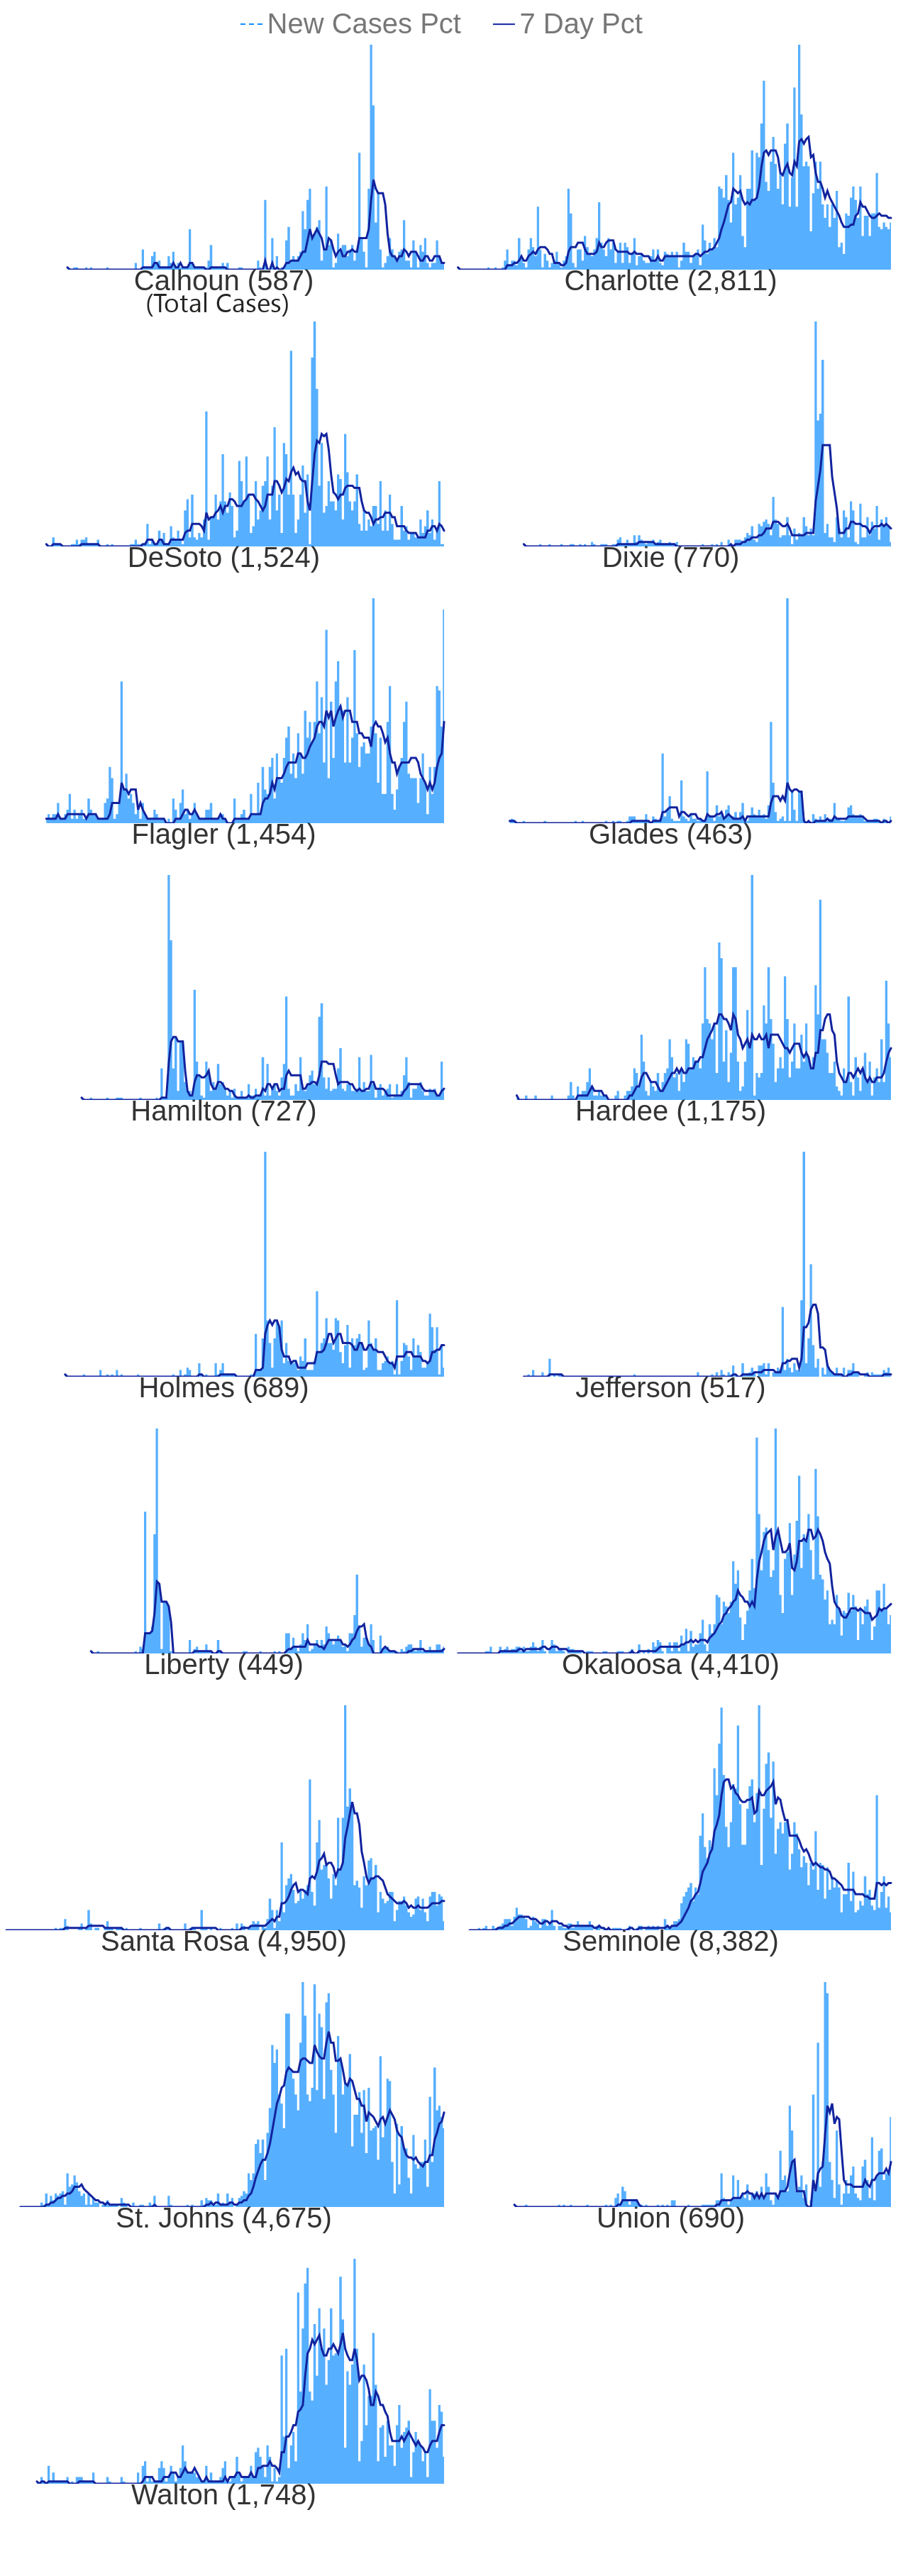 New Cases Pct 7 Day Pct
Calhoun (587) Charlotte (2,811)
(Total Cases)
DeSoto (1,524) Dixie (770)
Flagler (1,454) Glades (463)
Hamilton (727) Hardee (1,175)
Holmes (689) Jefferson (517)
Liberty (449) Okaloosa (4,410)
Santa Rosa (4,950) Seminole (8,382)
St. Johns (4,675) Union (690)
Walton (1,748)